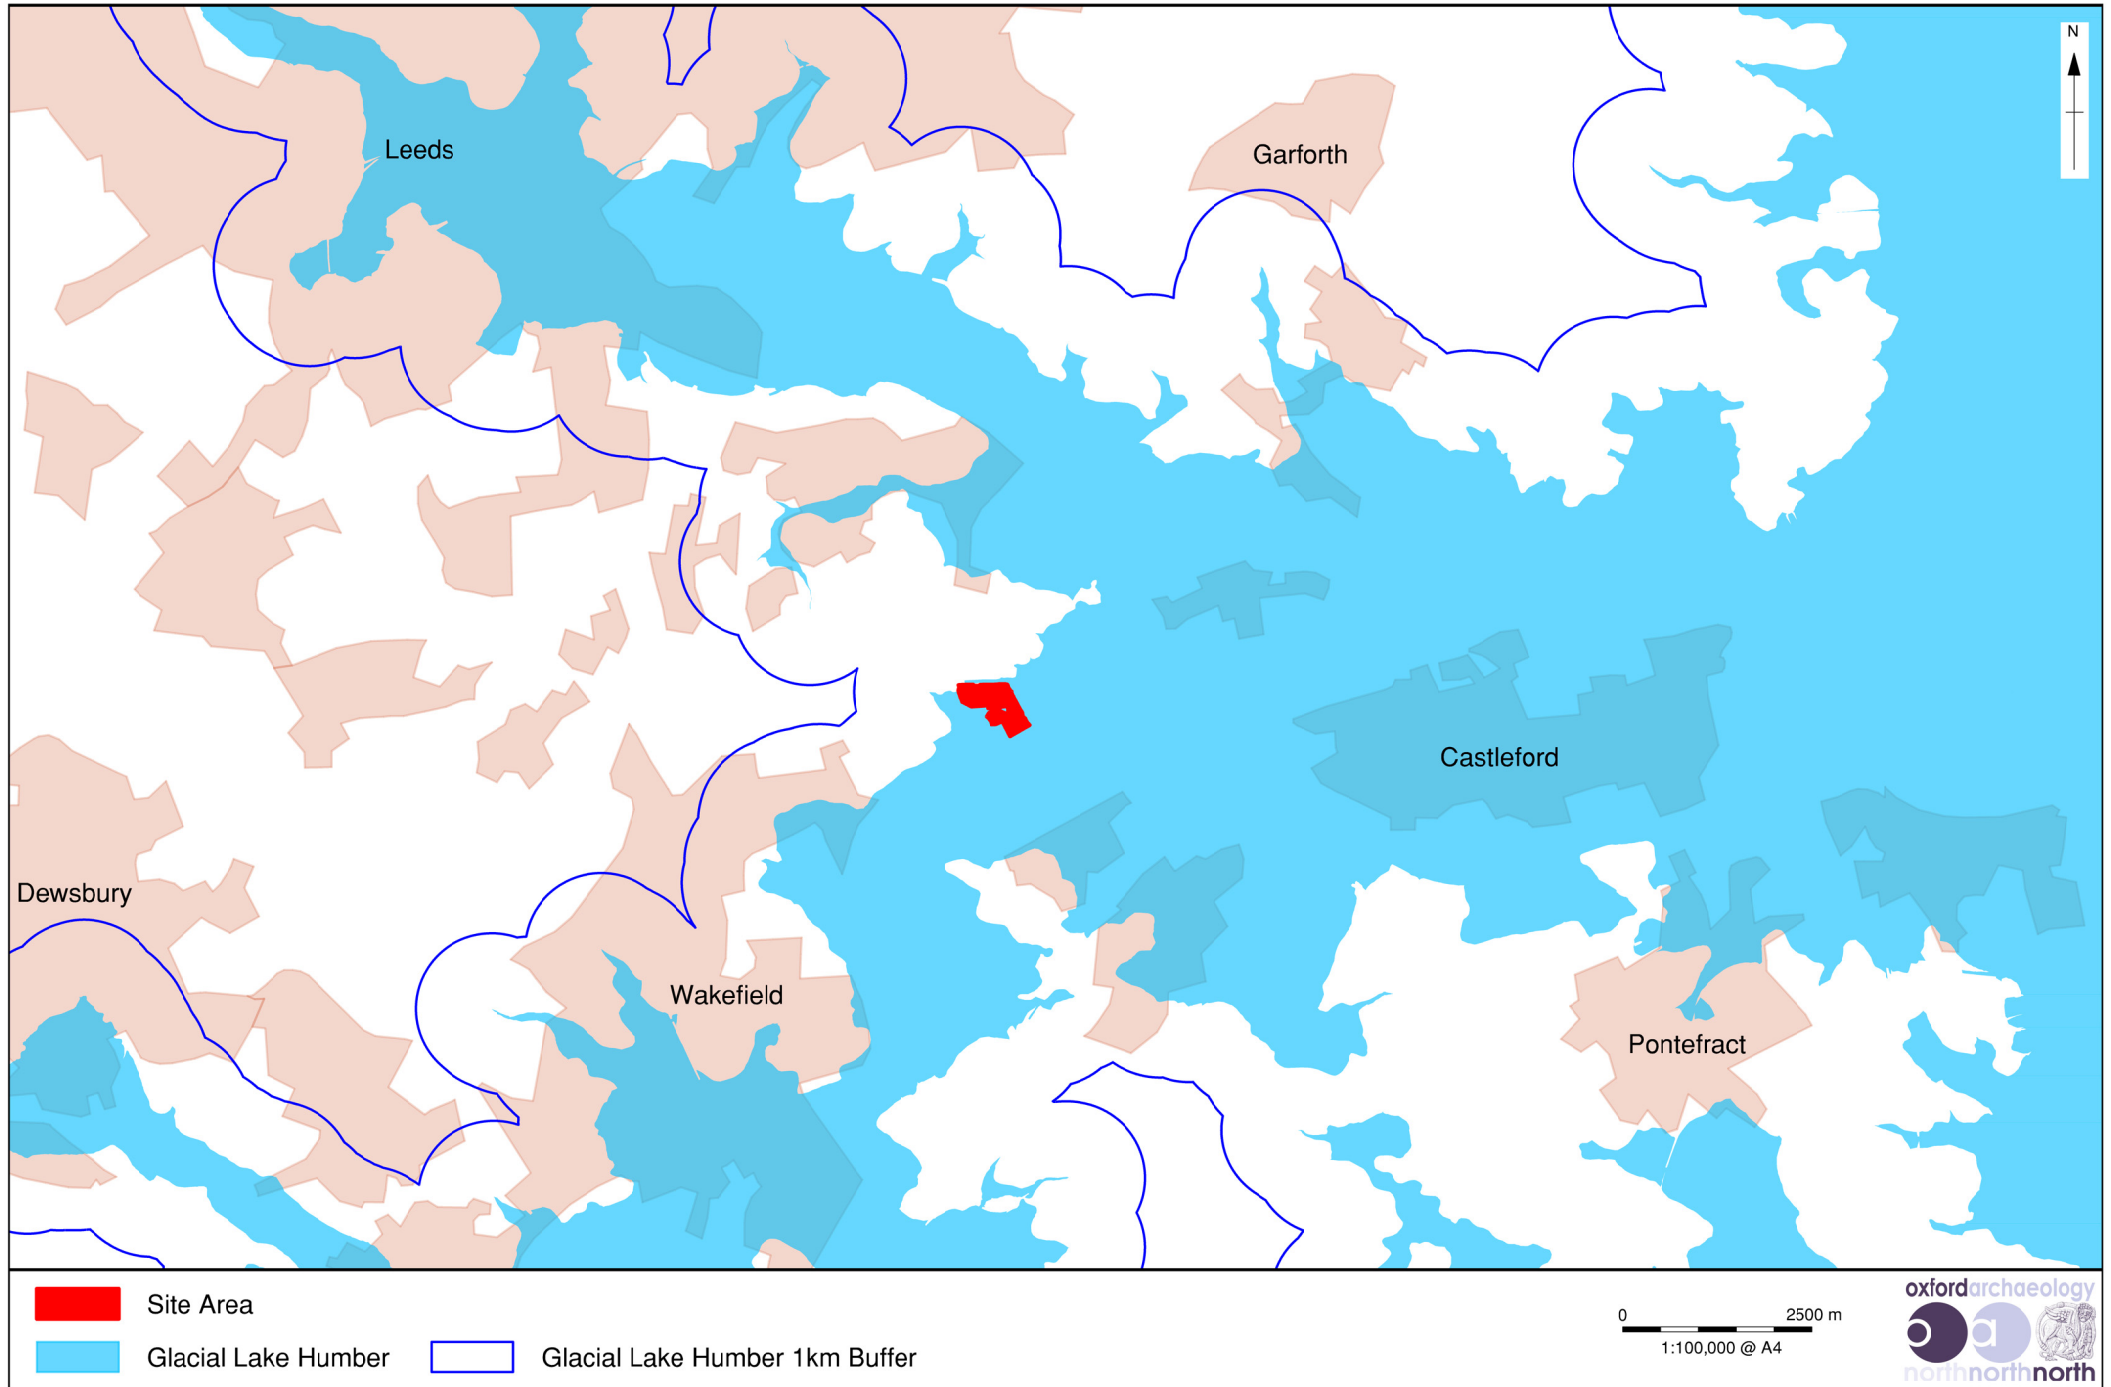 N
Leeds
Garforth
Castleford
Dewsbury
Wakefield
Pontefract
Site Area
Glacial Lake Humber
Glacial Lake Humber 1km Buffer
0 2500 m
1:100,000 @ A4
oxfordarchaeology
oa
northnorthnorth